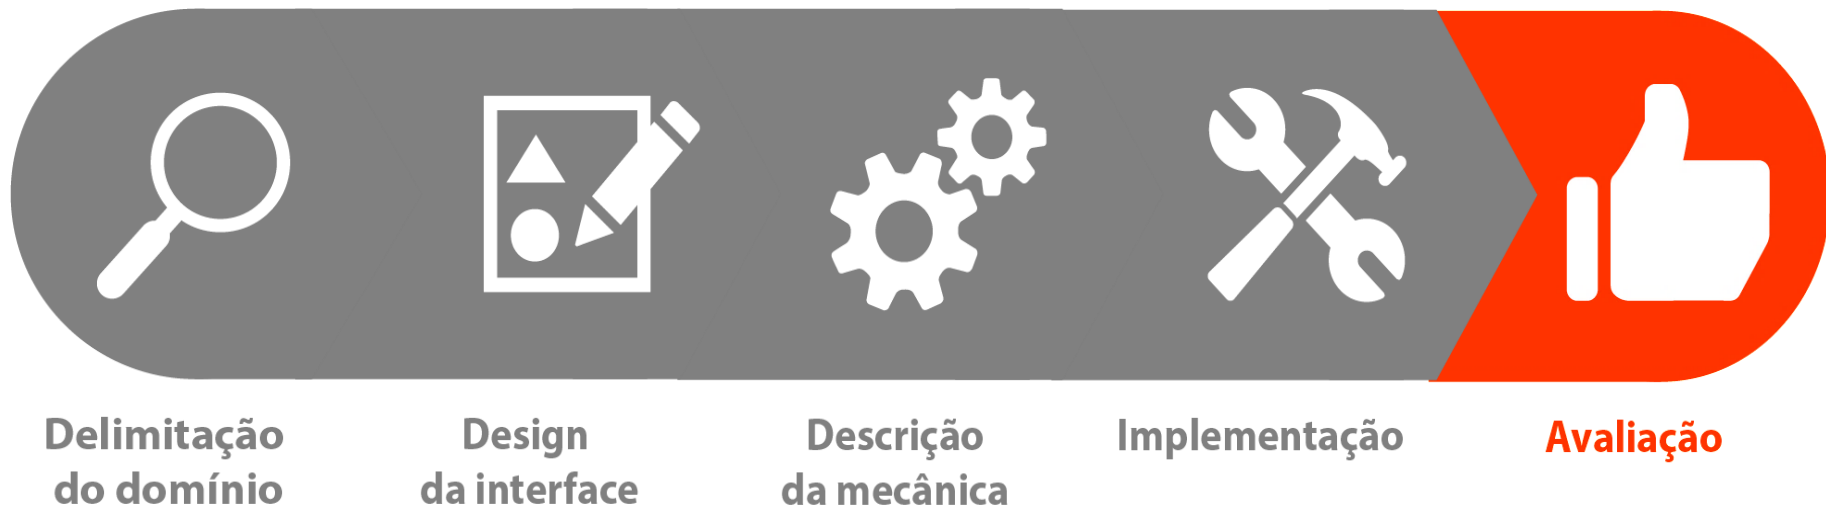 Delimitação
do domínio
Design
da interface
Descrição
da mecânica
Implementação
Avaliação